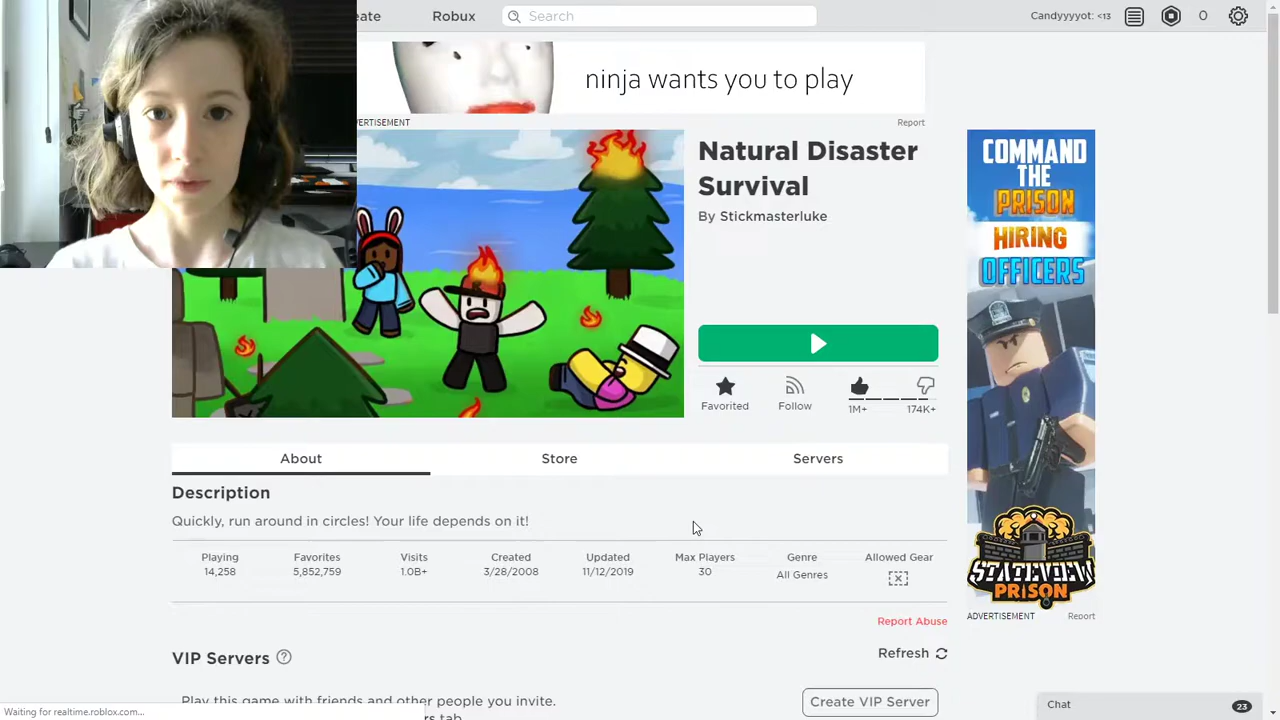 eate
Robux
Search
Candyyyyot: <13
0
ninja wants you to play
VERTISEMENT
Report
Natural Disaster
Survival
By Stickmasterluke
Favorited
Follow
1M+
174K+
COMMAND
THE
PRISON
HIRING
OFFICERS
STATEVIEW
PRISON
ADVERTISEMENT
Report
About
Store
Servers
Description
Quickly, run around in circles! Your life depends on it!
Playing
Favorites
Visits
Created
Updated
Max Players
Genre
Allowed Gear
14,258
5,852,759
1.0B+
3/28/2008
11/12/2019
30
All Genres
Report Abuse
VIP Servers
Refresh
Play this game with friends and other people you invite.
Create VIP Server
rs tab.
Waiting for realtime.roblox.com...
Chat
23